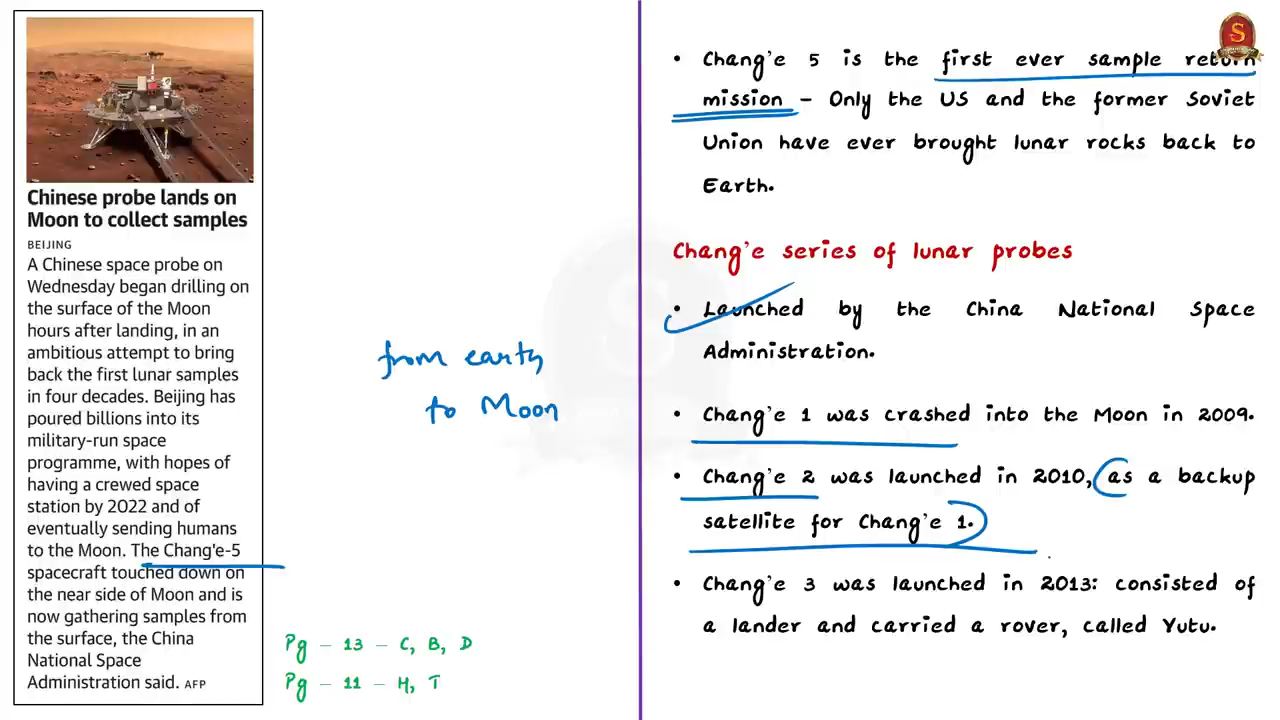 Chinese probe lands on
Moon to collect samples
BEIJING
A Chinese space probe on
Wednesday began drilling on
the surface of the Moon
hours after landing, in an
ambitious attempt to bring
back the first lunar samples
in four decades. Beijing has
poured billions into its
military-run space
programme, with hopes of
having a crewed space
station by 2022 and of
eventually sending humans
to the Moon. The Chang'e-5
spacecraft touched down on
the near side of Moon and is
now gathering samples from
the surface, the China
National Space
Administration said. AFP
from earth
to Moon
Pg – 13 – C, B, D
Pg – 11 – H, T
• Chang'e 5 is the first ever sample return
mission – Only the US and the former Soviet
Union have ever brought lunar rocks back to
Earth.
Chang'e series of lunar probes
• Launched by the China National Space
Administration.
• Chang'e 1 was crashed into the Moon in 2009.
• Chang'e 2 was launched in 2010, as a backup
satellite for Chang'e 1.
• Chang'e 3 was launched in 2013: consisted of
a lander and carried a rover, called Yutu.
S